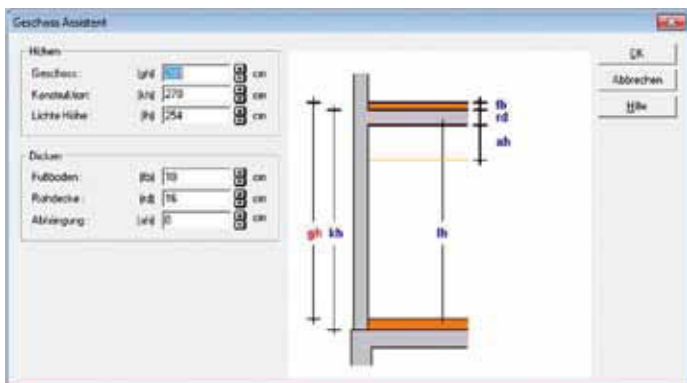 Geschoss Assistent
Höhen
Geschoss: (gh) cm
Konstruktion: (kh) 270 cm
Lichte Höhe: (lh) 254 cm
Dicken
Fußboden: (fb) 10 cm
Rohdecke: (rd) 16 cm
Abhängung: (ah) 0 cm
fb
rd
ah
gh kh lh
OK
Abbrechen
Hilfe